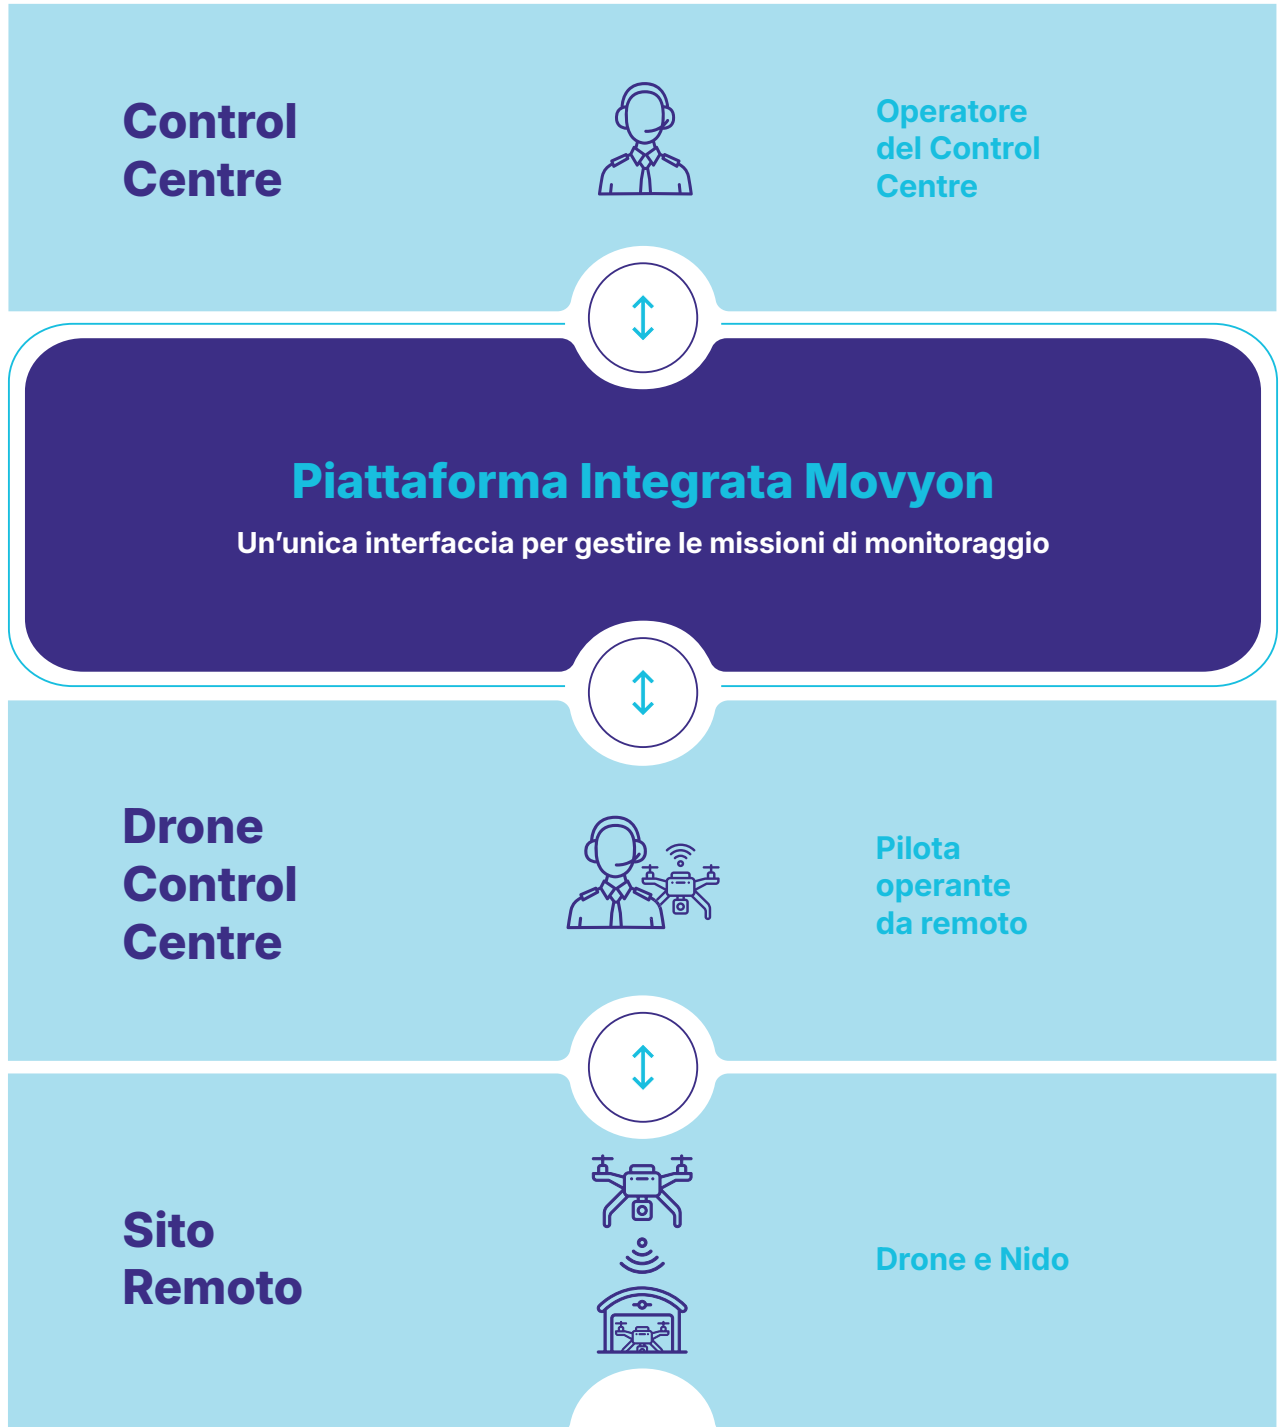 Control
Centre
Operatore
del Control
Centre
Piattaforma Integrata Movyon
Un’unica interfaccia per gestire le missioni di monitoraggio
Drone
Control
Centre
Pilota
operante
da remoto
Sito
Remoto
Drone e Nido